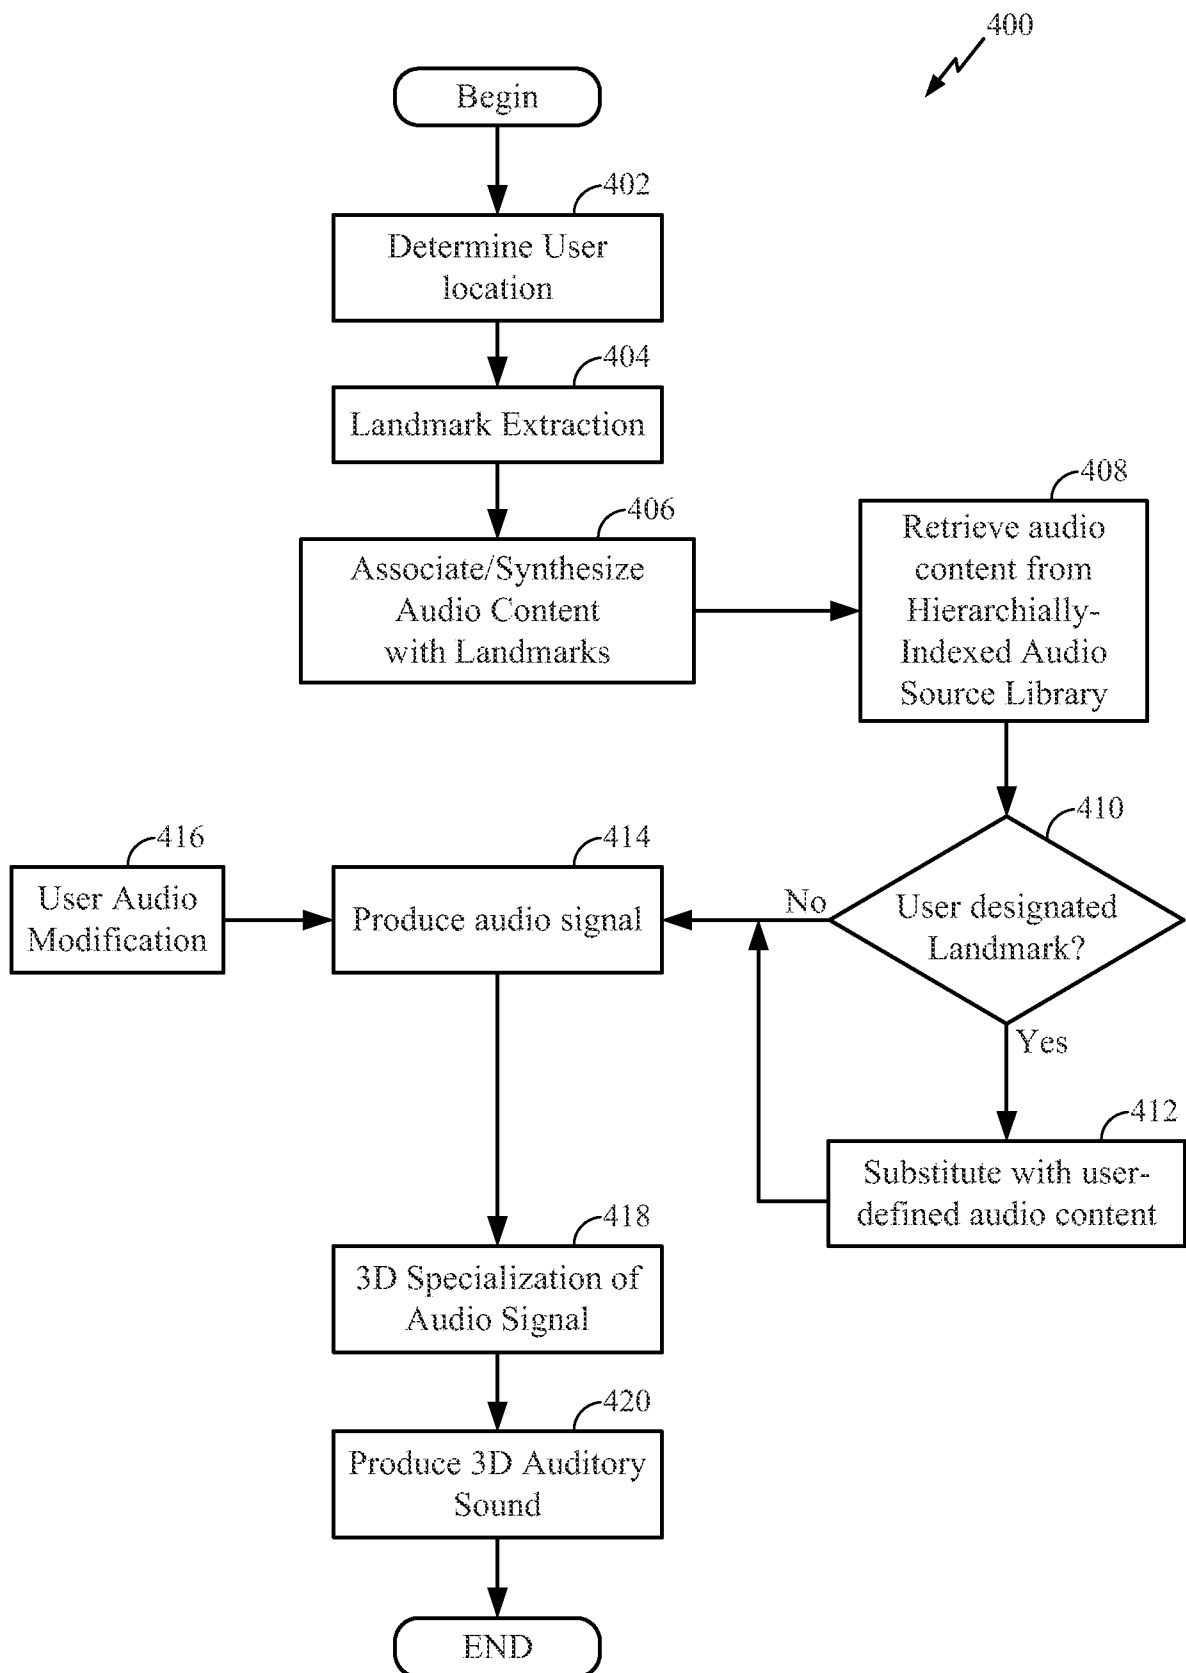 400
Begin
402
Determine User
location
404
Landmark Extraction
406
Associate/Synthesize
Audio Content
with Landmarks
408
Retrieve audio
content from
Hierarchially-
Indexed Audio
Source Library
410
User designated
Landmark?
No
Yes
412
Substitute with user-
defined audio content
414
Produce audio signal
416
User Audio
Modification
418
3D Specialization of
Audio Signal
420
Produce 3D Auditory
Sound
END